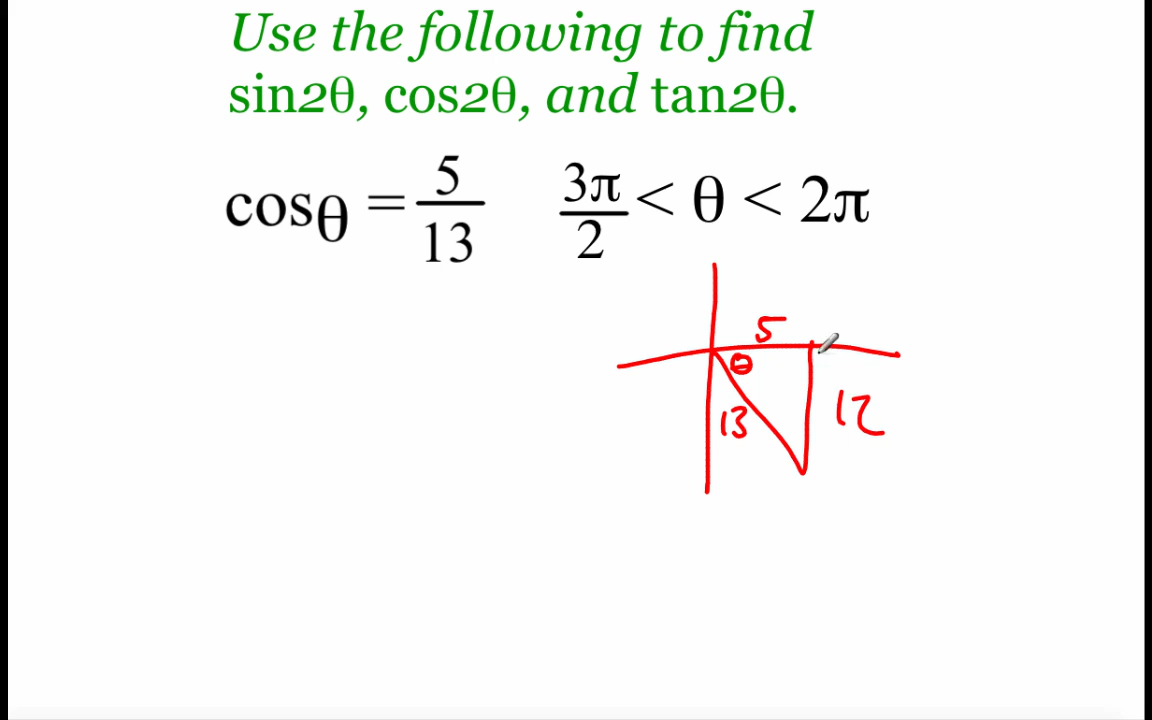 Use the following to find
sin2θ, cos2θ, and tan2θ.
cosθ = 5/13    3π/2 < θ < 2π
5
θ
13
12